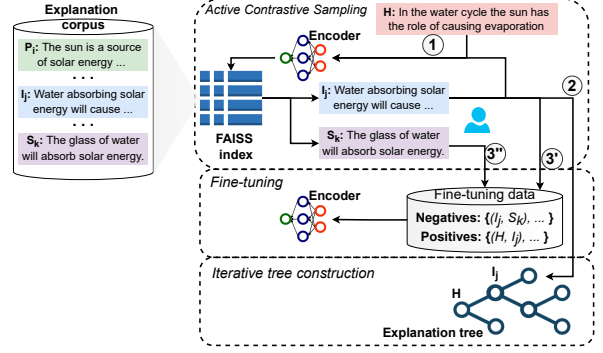 Explanation
corpus
Pᵢ: The sun is a source
of solar energy ...
. . .
Iⱼ: Water absorbing solar
energy will cause ...
. . .
Sₖ: The glass of water
will absorb solar energy.
Active Contrastive Sampling
H: In the water cycle the sun has
the role of causing evaporation
Encoder
1
2
FAISS
index
Iⱼ: Water absorbing solar
energy will cause ...
Sₖ: The glass of water
will absorb solar energy.
3''
3'
Fine-tuning
Encoder
Fine-tuning data
Negatives: {(Iⱼ, Sₖ), ... }
Positives: {(H, Iⱼ), ... }
Iterative tree construction
Iⱼ
H
Explanation tree